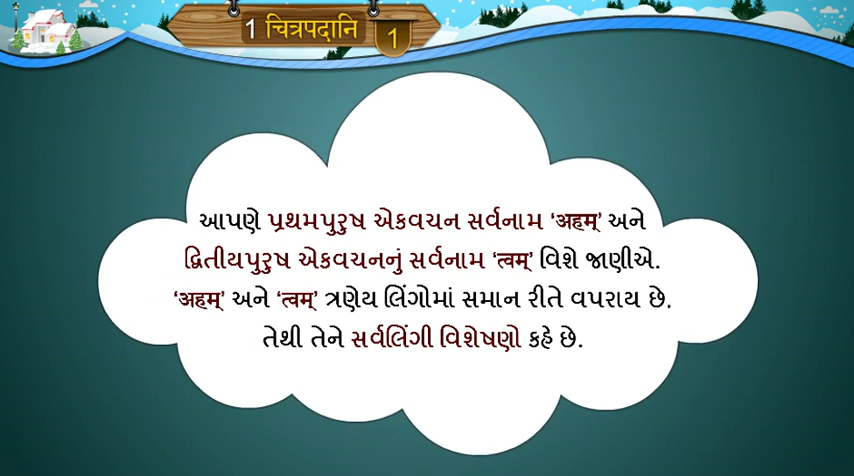 1 चित्रपदानि 1
આપણે પ્રથમપુરુષ એકવચન સર્વનામ ‘अहम्’ અને
દ્વિતીયપુરુષ એકવચનનું સર્વનામ ‘त्वम्’ વિશે જાણીએ.
‘अहम्’ અને ‘त्वम्’ ત્રણેય લિંગોમાં સમાન રીતે વપરાય છે.
તેથી તેને સર્વલિંગી વિશેષણો કહે છે.